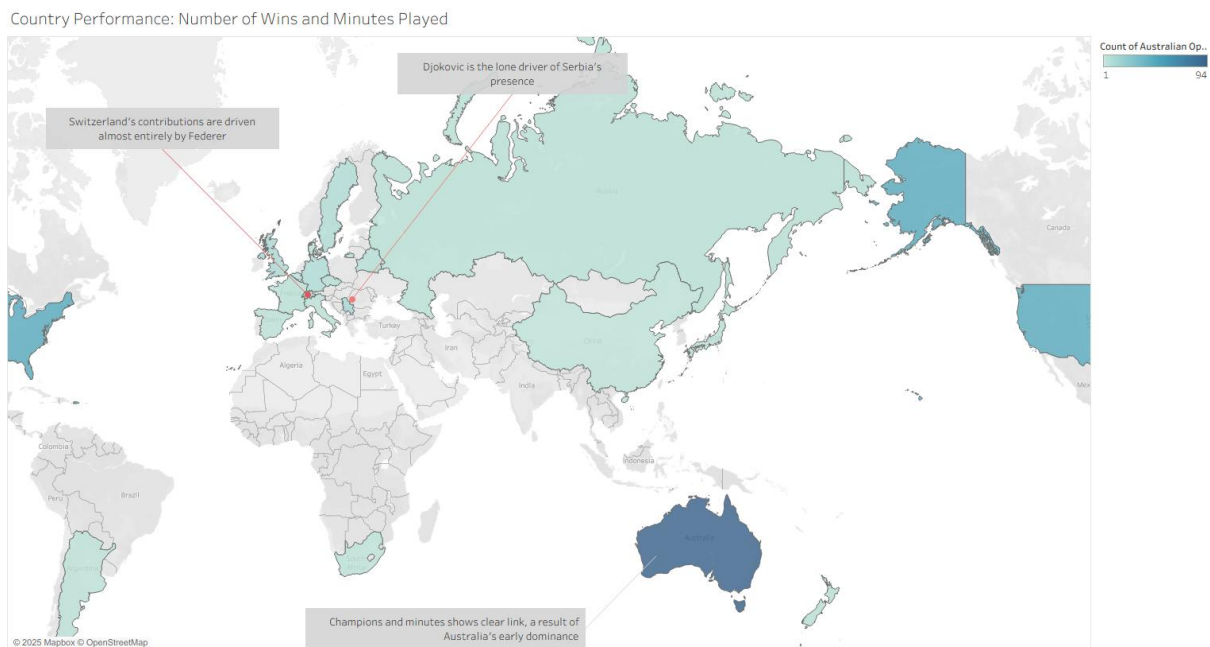 Country Performance: Number of Wins and Minutes Played
Count of Australian Op..
1
94
Djokovic is the lone driver of Serbia's
presence
Switzerland's contributions are driven
almost entirely by Federer
Russia
Canada
Turkey
China
Iran
Algeria
Egypt
India
Mex
Colombia
Indonesia
Peru
Brazil
Australia
Argentina
Champions and minutes shows clear link, a result of
Australia's early dominance
© 2025 Mapbox © OpenStreetMap